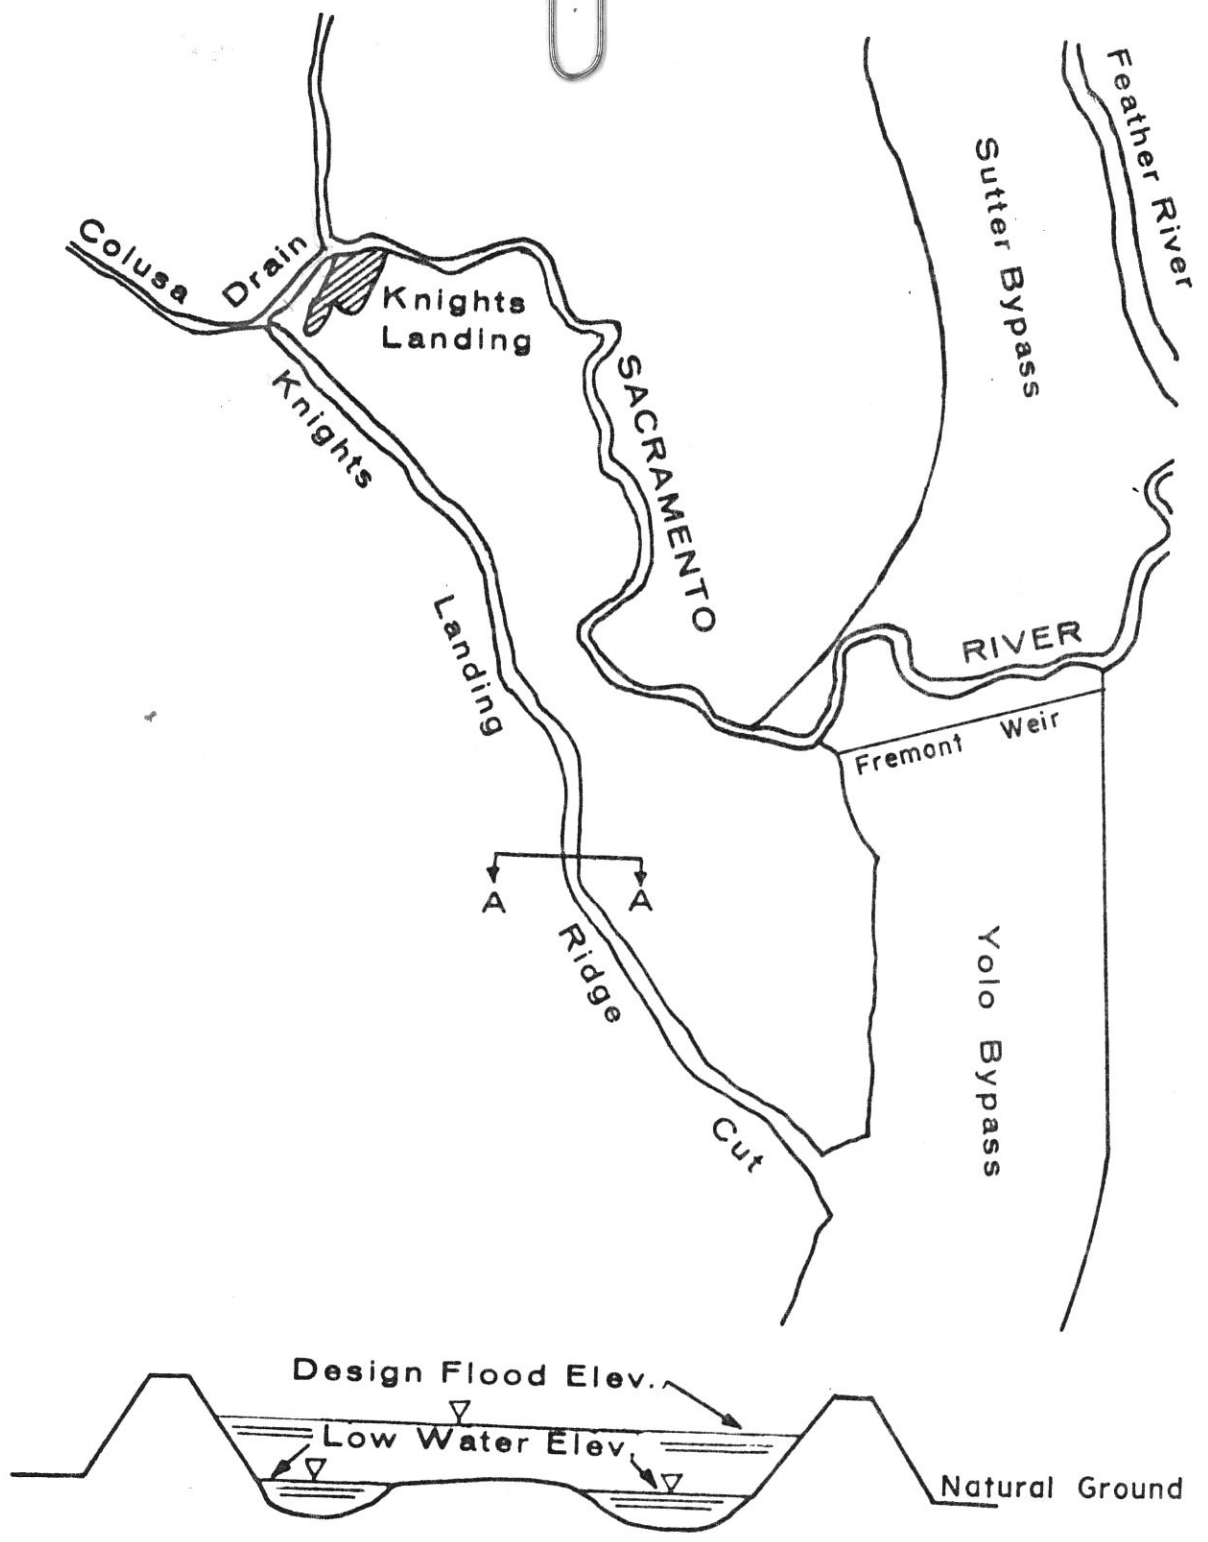 Feather River
Sutter Bypass
Colusa
Drain
Knights
Landing
SACRAMENTO
RIVER
Knights
Landing
Ridge
Cut
Fremont Weir
A
A
Yolo Bypass
Design Flood Elev.
Low Water Elev.
Natural Ground